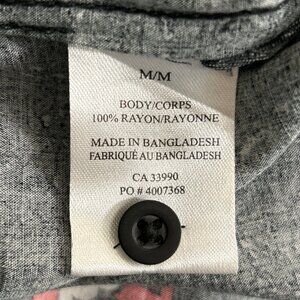 M/M
BODY/CORPS
100% RAYON/RAYONNE
MADE IN BANGLADESH
FABRIQUÉ AU BANGLADESH
CA 33990
PO # 4007368